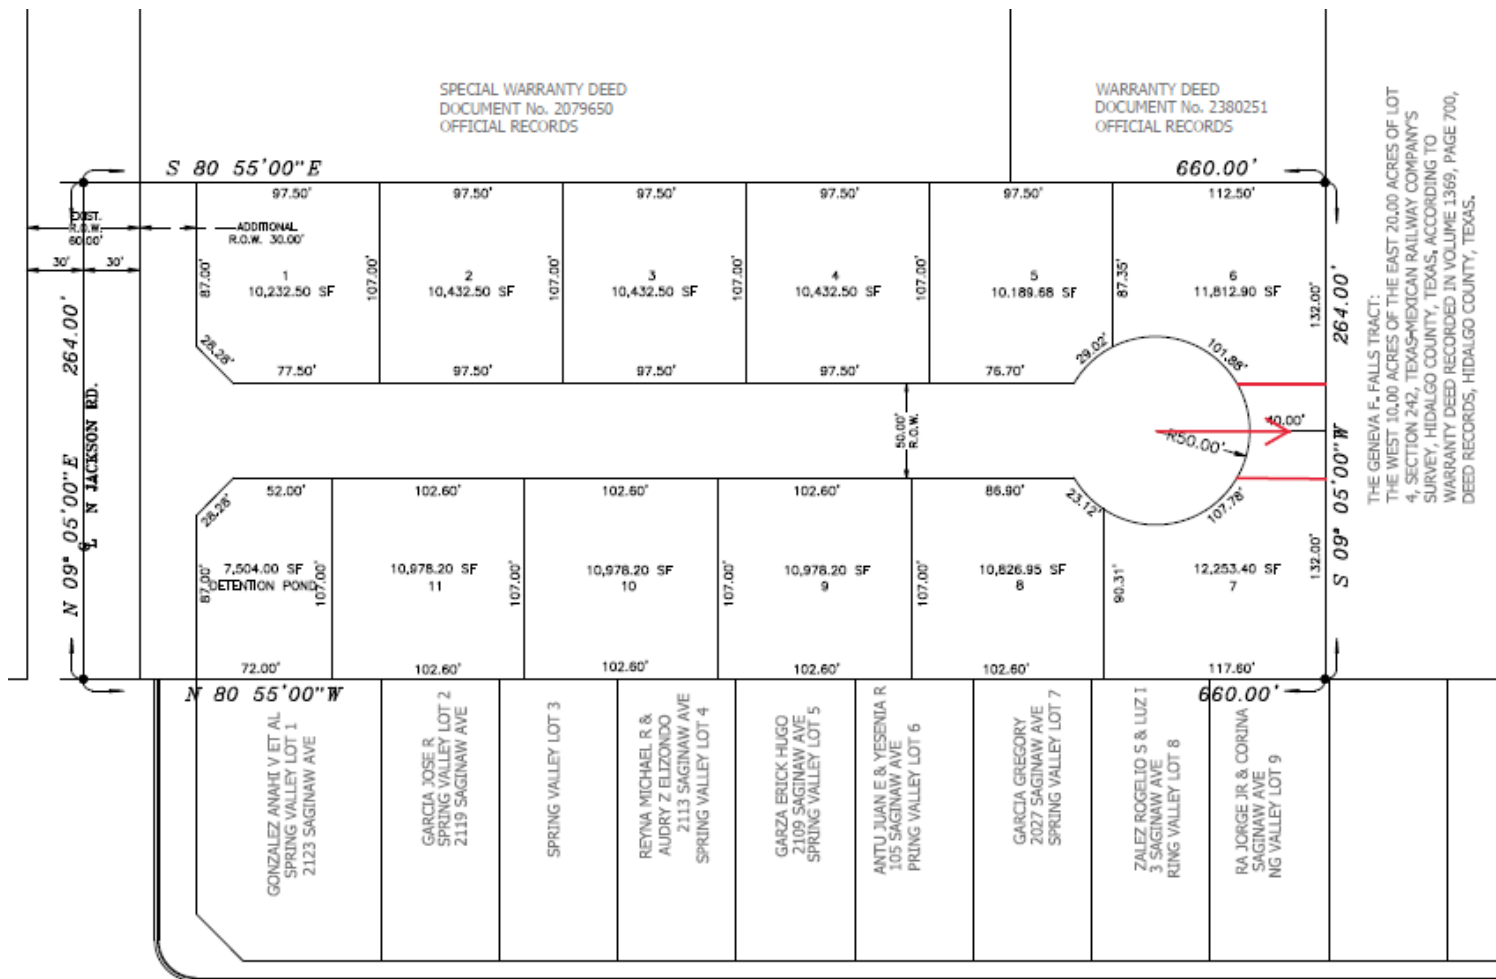 SPECIAL WARRANTY DEED
DOCUMENT No. 2079650
OFFICIAL RECORDS
WARRANTY DEED
DOCUMENT No. 2380251
OFFICIAL RECORDS
S 80 55'00"E
660.00'
97.50'
97.50'
97.50'
97.50'
97.50'
112.50'
EXIST.
R.O.W.
60.00'
ADDITIONAL
R.O.W. 30.00'
30'
30'
264.00'
N 09° 05'00"E
℄ N JACKSON RD.
87.00'
1
10,232.50 SF
107.00'
2
10,432.50 SF
107.00'
3
10,432.50 SF
107.00'
4
10,432.50 SF
107.00'
5
10.189.68 SF
87.35'
6
11,812.90 SF
132.00'
264.00'
28.28'
77.50'
97.50'
97.50'
97.50'
76.70'
29.02'
101.88'
50.00'
R.O.W.
R50.00'
40.00'
S 09° 05'00"W
28.28'
52.00'
102.60'
102.60'
102.60'
86.90'
23.12'
107.78'
87.00'
7,504.00 SF
DETENTION POND
107.00'
10,978.20 SF
11
107.00'
10,978.20 SF
10
107.00'
10,978.20 SF
9
107.00'
10,826.95 SF
8
90.31'
12,253.40 SF
7
132.00'
72.00'
102.60'
102.60'
102.60'
102.60'
117.60'
N 80 55'00"W
660.00'
GONZALEZ ANAHI V ET AL
SPRING VALLEY LOT 1
2123 SAGINAW AVE
GARCIA JOSE R
SPRING VALLEY LOT 2
2119 SAGINAW AVE
SPRING VALLEY LOT 3
REYNA MICHAEL R &
AUDRY Z ELIZONDO
2113 SAGINAW AVE
SPRING VALLEY LOT 4
GARZA ERICK HUGO
2109 SAGINAW AVE
SPRING VALLEY LOT 5
ANTU JUAN E & YESENIA R
105 SAGINAW AVE
PRING VALLEY LOT 6
GARCIA GREGORY
2027 SAGINAW AVE
SPRING VALLEY LOT 7
ZALEZ ROGELIO S & LUZ I
3 SAGINAW AVE
RING VALLEY LOT 8
RA JORGE JR & CORINA
SAGINAW AVE
NG VALLEY LOT 9
THE GENEVA F. FALLS TRACT:
THE WEST 10.00 ACRES OF THE EAST 20.00 ACRES OF LOT
4, SECTION 242, TEXAS-MEXICAN RAILWAY COMPANY'S
SURVEY, HIDALGO COUNTY, TEXAS, ACCORDING TO
WARRANTY DEED RECORDED IN VOLUME 1369, PAGE 700,
DEED RECORDS, HIDALGO COUNTY, TEXAS.